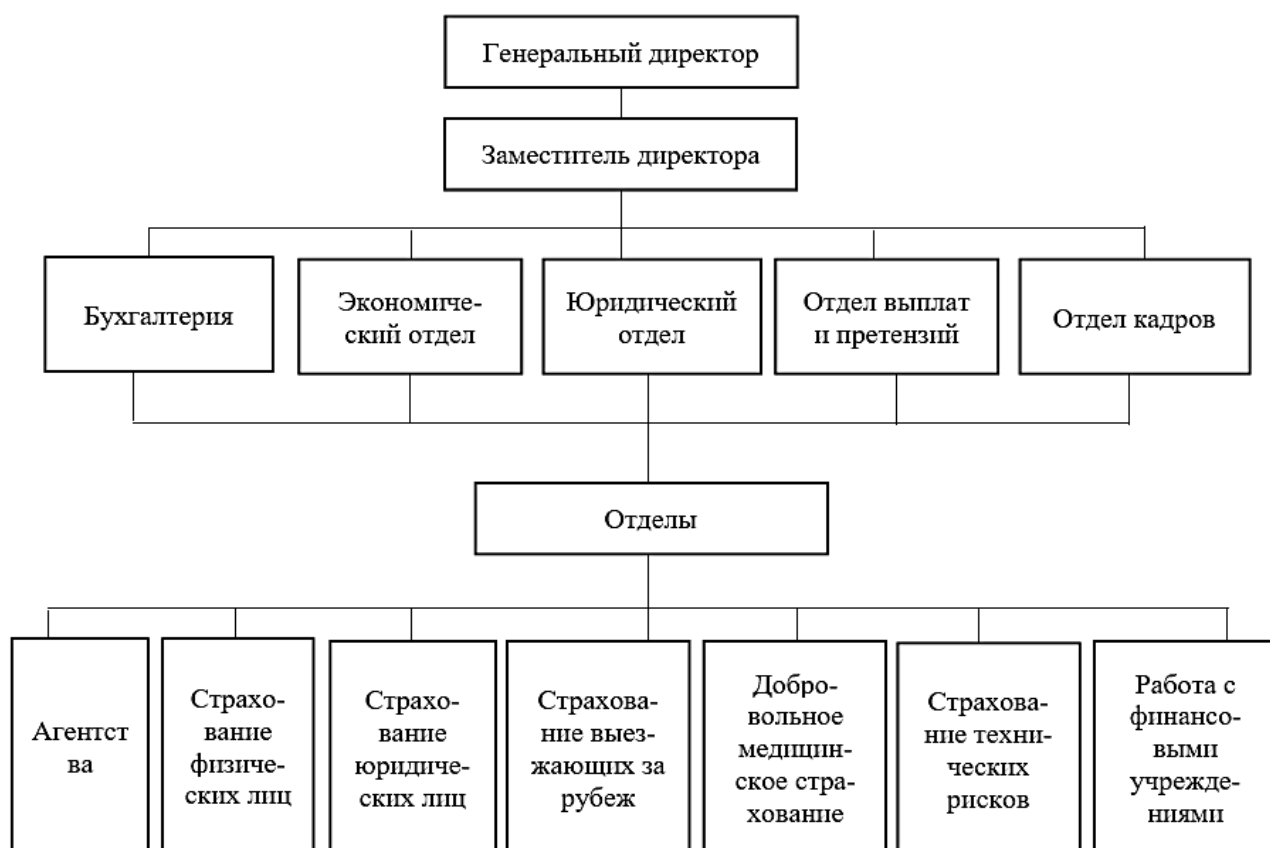 Генеральный директор
Заместитель директора
Бухгалтерия
Экономиче-
ский отдел
Юридический
отдел
Отдел выплат
и претензий
Отдел кадров
Отделы
Агентст
ва
Страхо-
вание
физиче-
ских лиц
Страхо-
вание
юридиче-
ских лиц
Страхова-
ние выез-
жающих за
рубеж
Добро-
вольное
медицин-
ское стра-
хование
Страхова-
ние техни-
ческих
рисков
Работа с
финансо-
выми
учрежде-
ниями